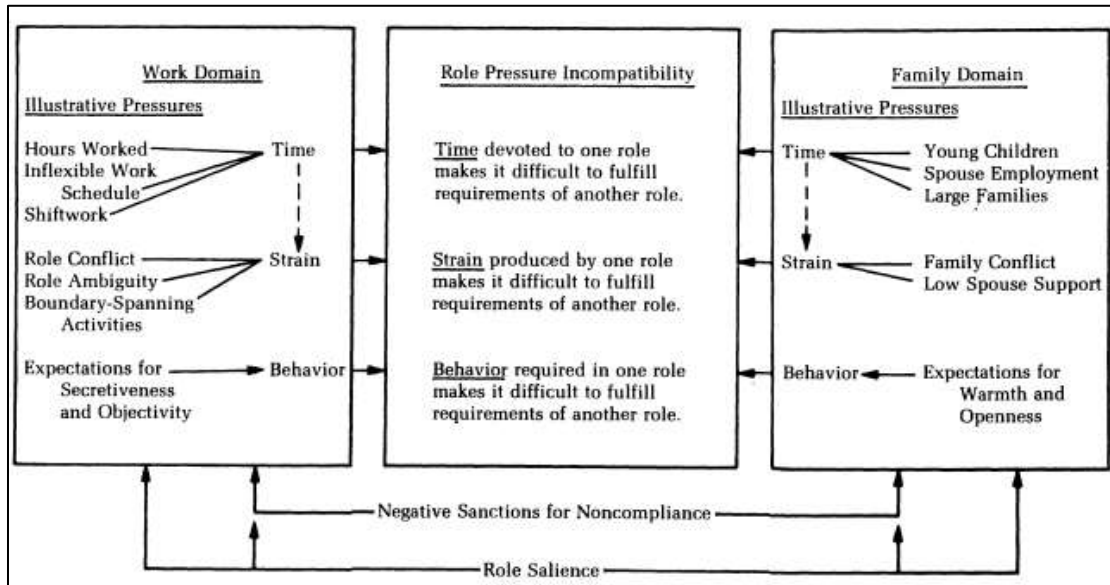 Work Domain
Illustrative Pressures
Hours Worked
Inflexible Work
Schedule
Shiftwork
Time
Role Conflict
Role Ambiguity
Boundary-Spanning
Activities
Strain
Expectations for
Secretiveness
and Objectivity
Behavior
Role Pressure Incompatibility
Time devoted to one role
makes it difficult to fulfill
requirements of another role.
Strain produced by one role
makes it difficult to fulfill
requirements of another role.
Behavior required in one role
makes it difficult to fulfill
requirements of another role.
Family Domain
Illustrative Pressures
Time
Young Children
Spouse Employment
Large Families
Strain
Family Conflict
Low Spouse Support
Behavior
Expectations for
Warmth and
Openness
Negative Sanctions for Noncompliance
Role Salience